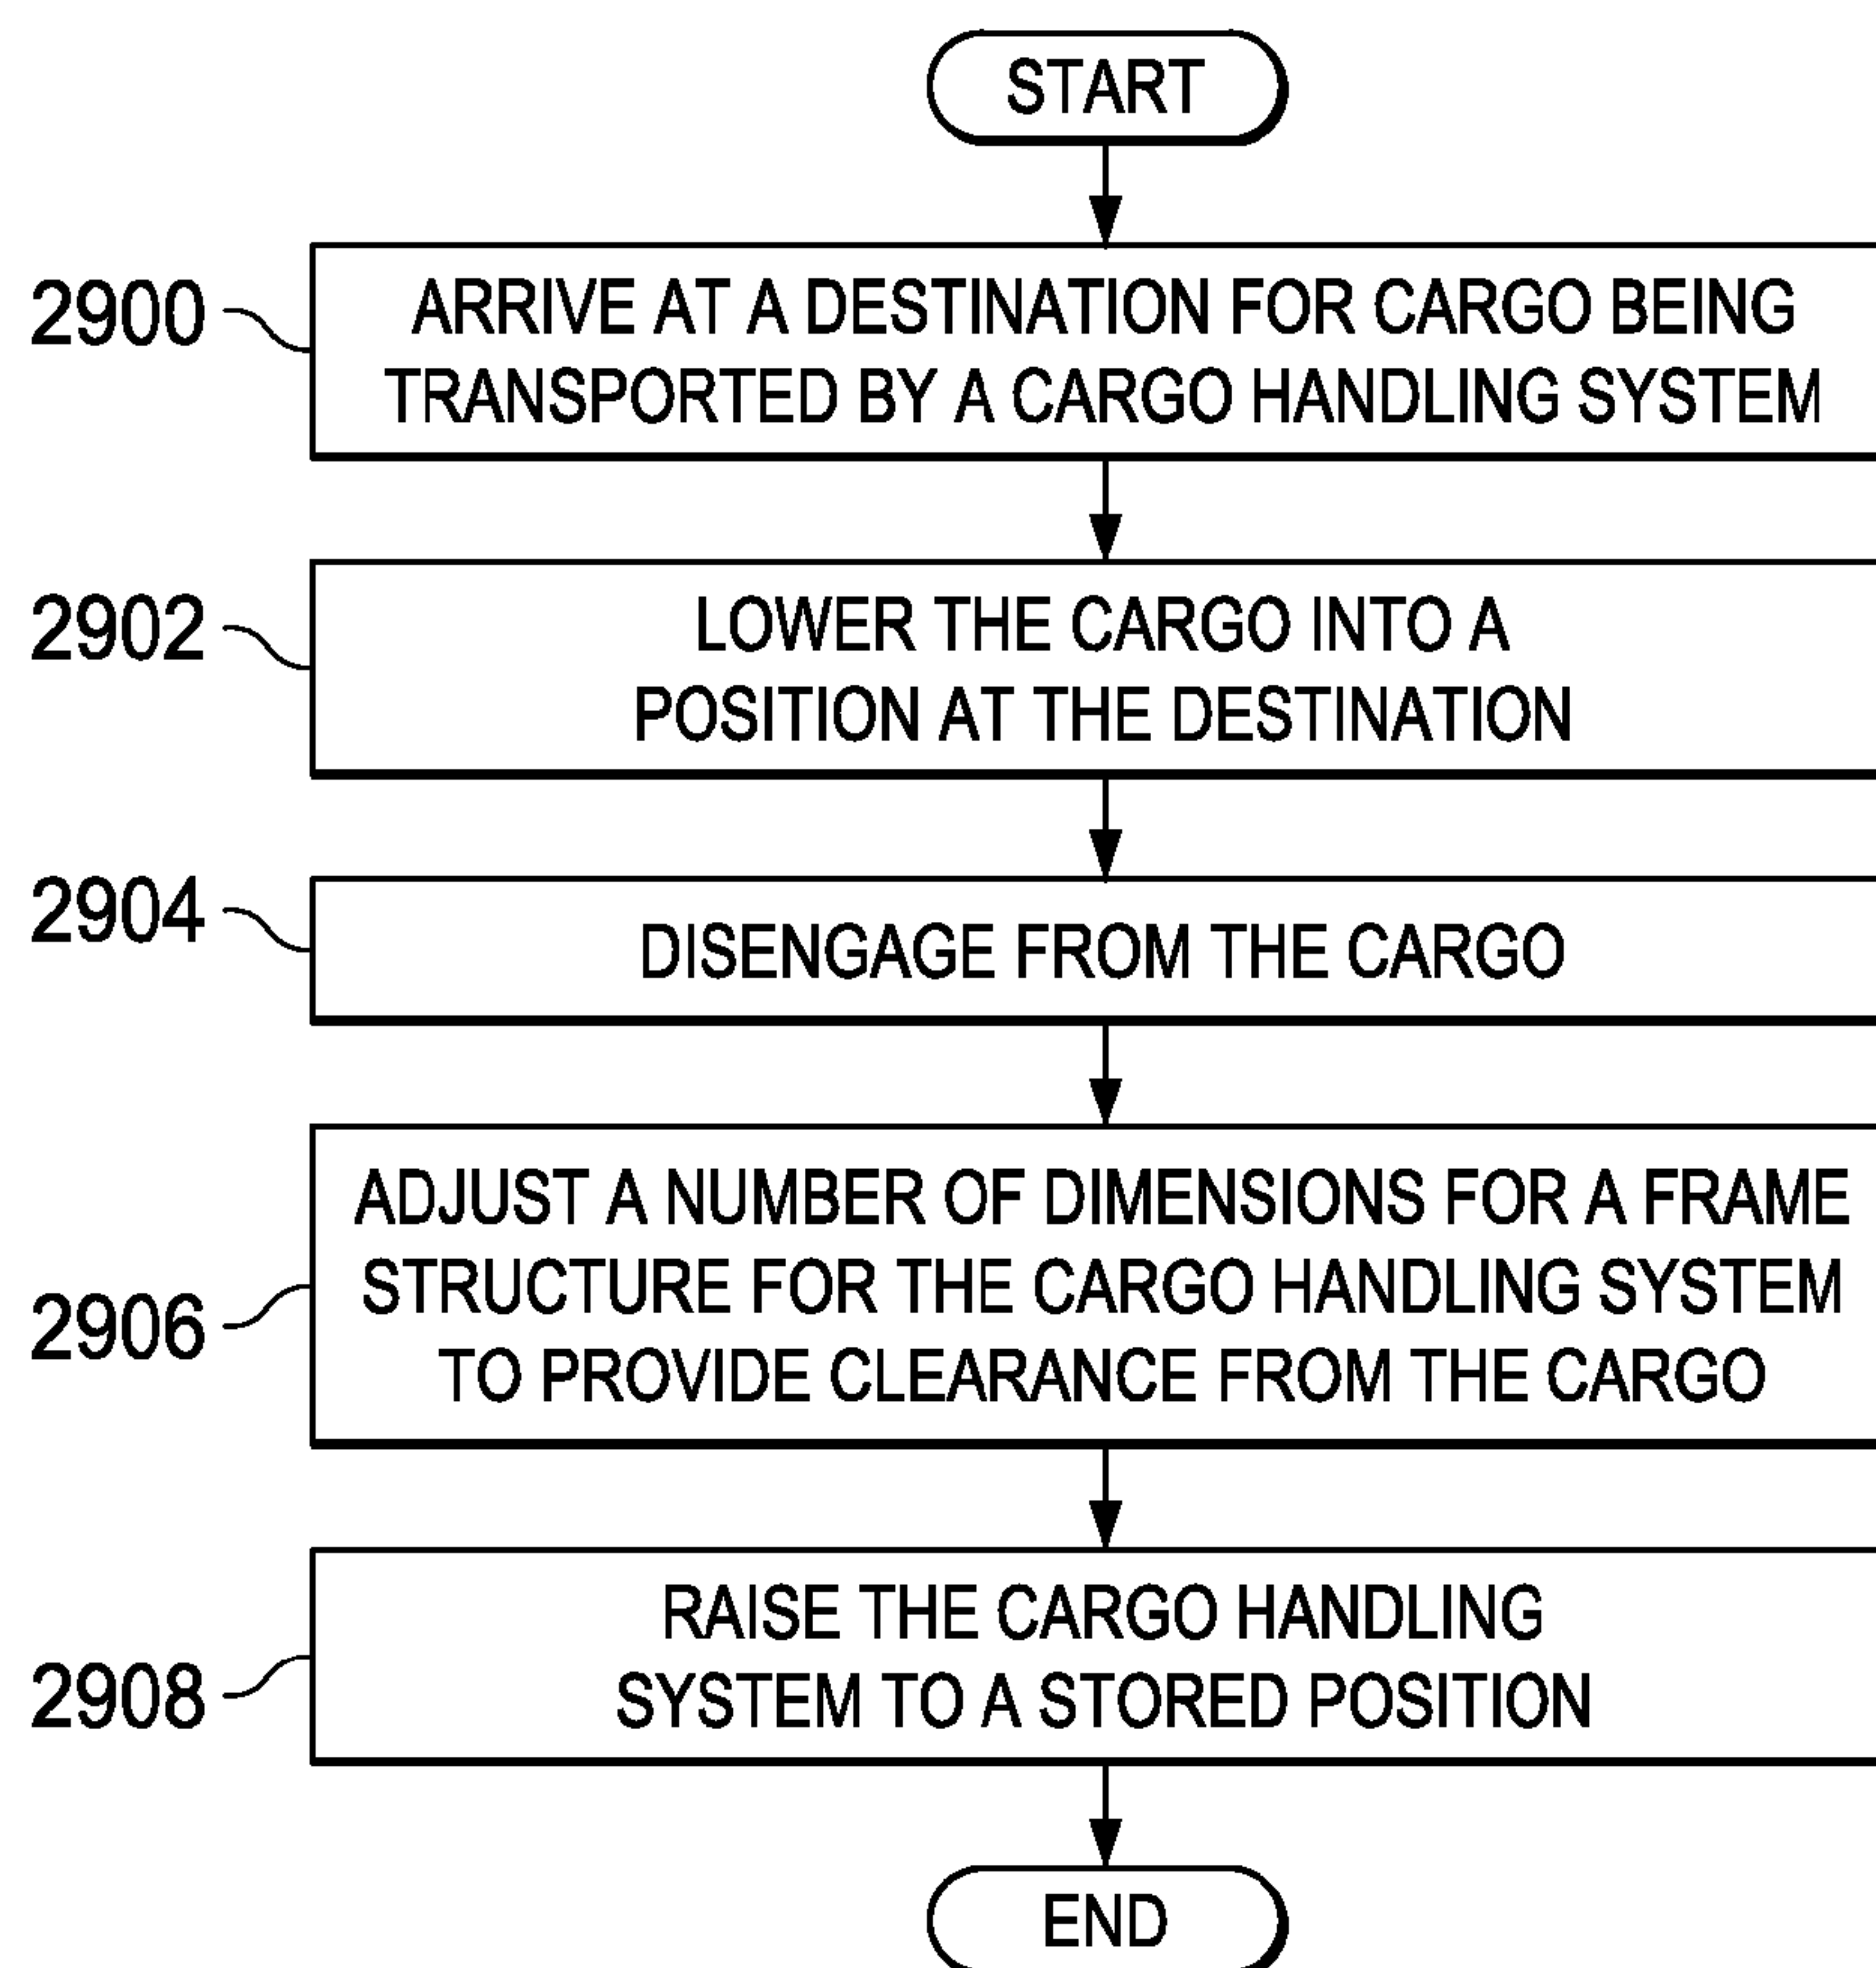 START
2900
ARRIVE AT A DESTINATION FOR CARGO BEING
TRANSPORTED BY A CARGO HANDLING SYSTEM
2902
LOWER THE CARGO INTO A
POSITION AT THE DESTINATION
2904
DISENGAGE FROM THE CARGO
2906
ADJUST A NUMBER OF DIMENSIONS FOR A FRAME
STRUCTURE FOR THE CARGO HANDLING SYSTEM
TO PROVIDE CLEARANCE FROM THE CARGO
2908
RAISE THE CARGO HANDLING
SYSTEM TO A STORED POSITION
END